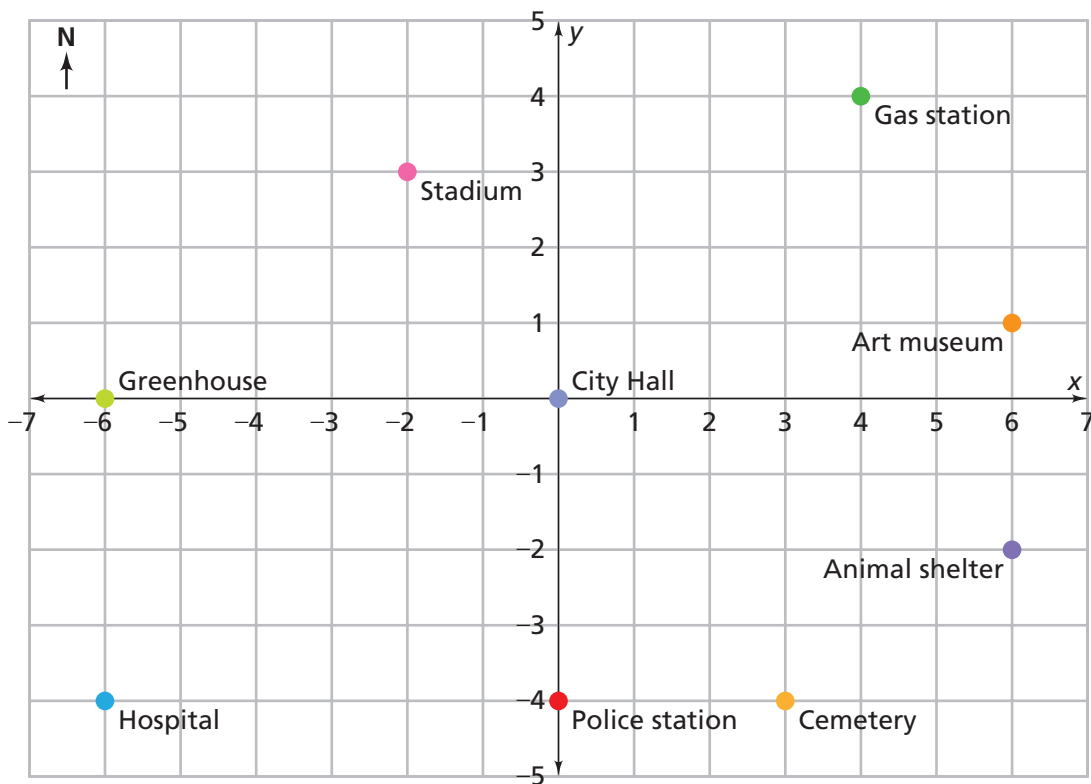 5
N
y
4
Gas station
3
Stadium
2
1
Art museum
Greenhouse
City Hall
x
−7 −6 −5 −4 −3 −2 −1 1 2 3 4 5 6 7
−1
−2
Animal shelter
−3
−4
Hospital
Police station
Cemetery
−5